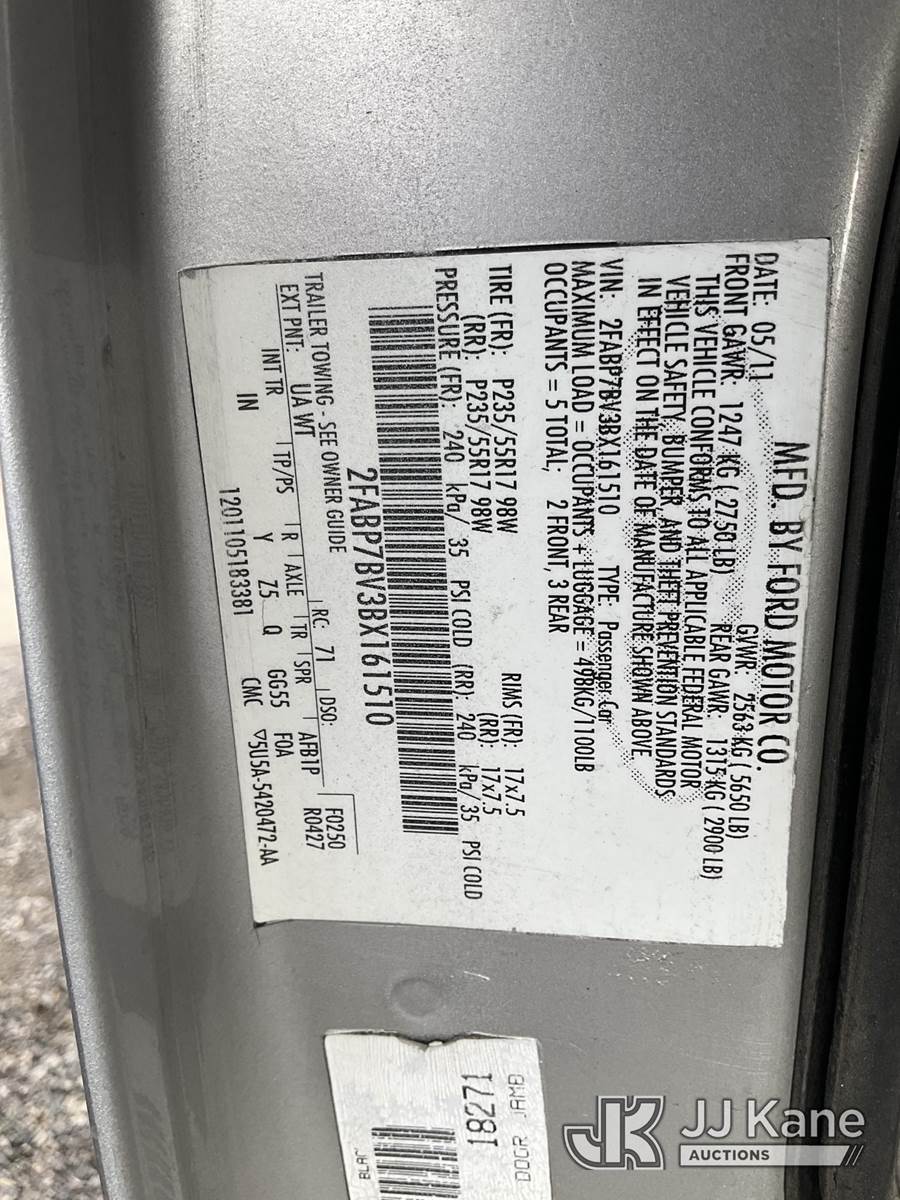 MFD. BY FORD MOTOR CO.
DATE: 05/11 GVWR: 2563 KG ( 5650 LB)
FRONT GAWR: 1247 KG ( 2750 LB) REAR GAWR: 1315 KG ( 2900 LB)
THIS VEHICLE CONFORMS TO ALL APPLICABLE FEDERAL MOTOR
VEHICLE SAFETY, BUMPER, AND THEFT PREVENTION STANDARDS
IN EFFECT ON THE DATE OF MANUFACTURE SHOWN ABOVE
VIN: 2FABP7BV3BX161510 TYPE: Passenger Car
MAXIMUM LOAD = OCCUPANTS + LUGGAGE = 498KG/1100LB
OCCUPANTS = 5 TOTAL; 2 FRONT, 3 REAR
TIRE (FR): P235/55R17 98W RIMS (FR): 17x7.5
(RR): P235/55R17 98W (RR): 17x7.5
PRESSURE (FR): 240 kPa/ 35 PSI COLD (RR): 240 kPa/ 35 PSI COLD
2FABP7BV3BX161510
TRAILER TOWING - SEE OWNER GUIDE F0250
EXT PNT: UA WT RC: 71 DSO: AFB1P R0427
INT TR TP/PS R AXLE TR SPR
IN Y Z5 Q GG55 F0A
CMC ▽5U5A-5420472-AA
1201105183381
BLAC
18271
DOOR JAMB
JK JJ Kane
AUCTIONS